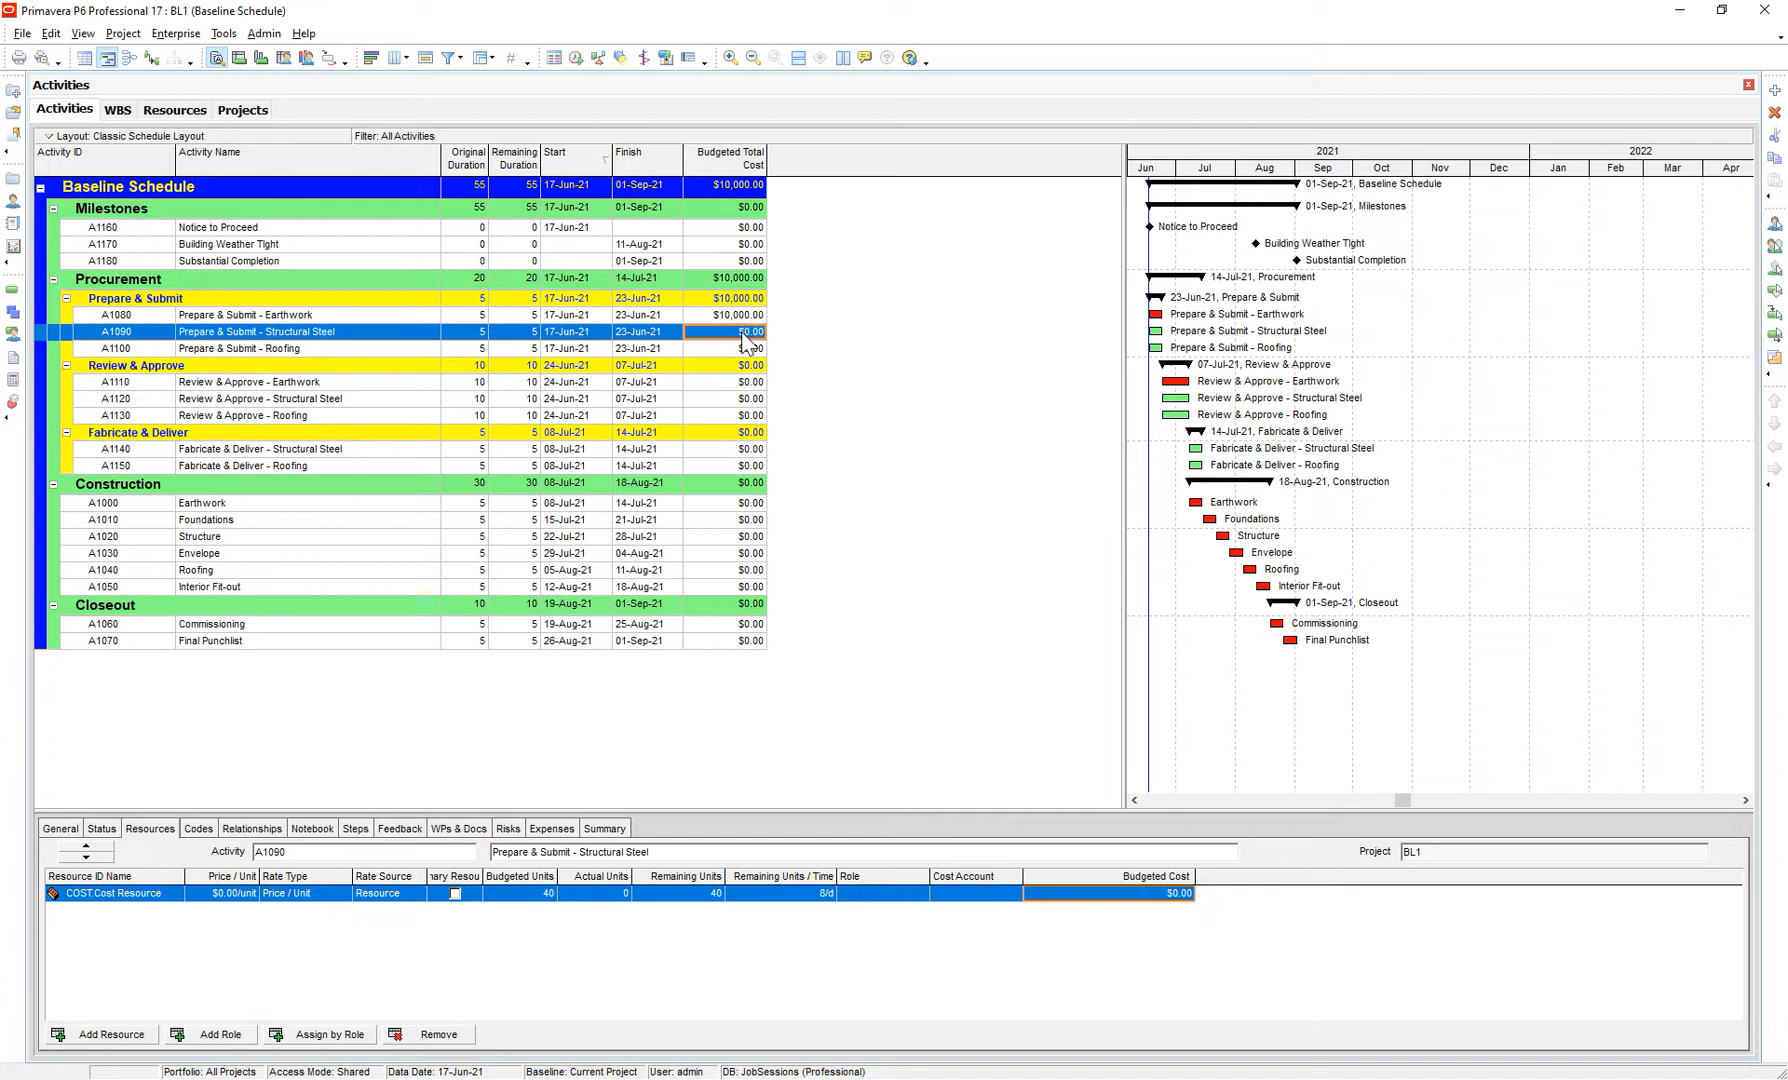 Primavera P6 Professional 17 : BL1 (Baseline Schedule)
File Edit View Project Enterprise Tools Admin Help
Activities
Activities WBS Resources Projects
Layout: Classic Schedule Layout Filter: All Activities
Activity ID Activity Name Original Duration Remaining Duration Start Finish Budgeted Total Cost
Baseline Schedule 55 55 17-Jun-21 01-Sep-21 $10,000.00
Milestones 55 55 17-Jun-21 01-Sep-21 $0.00
A1160 Notice to Proceed 0 0 17-Jun-21 $0.00
A1170 Building Weather TIght 0 0 11-Aug-21 $0.00
A1180 Substantial Completion 0 0 01-Sep-21 $0.00
Procurement 20 20 17-Jun-21 14-Jul-21 $10,000.00
Prepare & Submit 5 5 17-Jun-21 23-Jun-21 $10,000.00
A1080 Prepare & Submit - Earthwork 5 5 17-Jun-21 23-Jun-21 $10,000.00
A1090 Prepare & Submit - Structural Steel 5 5 17-Jun-21 23-Jun-21 $0.00
A1100 Prepare & Submit - Roofing 5 5 17-Jun-21 23-Jun-21
Review & Approve 10 10 24-Jun-21 07-Jul-21 $0.00
A1110 Review & Approve - Earthwork 10 10 24-Jun-21 07-Jul-21 $0.00
A1120 Review & Approve - Structural Steel 10 10 24-Jun-21 07-Jul-21 $0.00
A1130 Review & Approve - Roofing 10 10 24-Jun-21 07-Jul-21 $0.00
Fabricate & Deliver 5 5 08-Jul-21 14-Jul-21 $0.00
A1140 Fabricate & Deliver - Structural Steel 5 5 08-Jul-21 14-Jul-21 $0.00
A1150 Fabricate & Deliver - Roofing 5 5 08-Jul-21 14-Jul-21 $0.00
Construction 30 30 08-Jul-21 18-Aug-21 $0.00
A1000 Earthwork 5 5 08-Jul-21 14-Jul-21 $0.00
A1010 Foundations 5 5 15-Jul-21 21-Jul-21 $0.00
A1020 Structure 5 5 22-Jul-21 28-Jul-21 $0.00
A1030 Envelope 5 5 29-Jul-21 04-Aug-21 $0.00
A1040 Roofing 5 5 05-Aug-21 11-Aug-21 $0.00
A1050 Interior Fit-out 5 5 12-Aug-21 18-Aug-21 $0.00
Closeout 10 10 19-Aug-21 01-Sep-21 $0.00
A1060 Commissioning 5 5 19-Aug-21 25-Aug-21 $0.00
A1070 Final Punchlist 5 5 26-Aug-21 01-Sep-21 $0.00
2021 2022
Jun Jul Aug Sep Oct Nov Dec Jan Feb Mar Apr
01-Sep-21, Baseline Schedule
01-Sep-21, Milestones
Notice to Proceed
Building Weather TIght
Substantial Completion
14-Jul-21, Procurement
23-Jun-21, Prepare & Submit
Prepare & Submit - Earthwork
Prepare & Submit - Structural Steel
Prepare & Submit - Roofing
07-Jul-21, Review & Approve
Review & Approve - Earthwork
Review & Approve - Structural Steel
Review & Approve - Roofing
14-Jul-21, Fabricate & Deliver
Fabricate & Deliver - Structural Steel
Fabricate & Deliver - Roofing
18-Aug-21, Construction
Earthwork
Foundations
Structure
Envelope
Roofing
Interior Fit-out
01-Sep-21, Closeout
Commissioning
Final Punchlist
General Status Resources Codes Relationships Notebook Steps Feedback WPs & Docs Risks Expenses Summary
Activity A1090 Prepare & Submit - Structural Steel Project BL1
Resource ID Name Price / Unit Rate Type Rate Source nary Resou Budgeted Units Actual Units Remaining Units Remaining Units / Time Role Cost Account Budgeted Cost
COST.Cost Resource $0.00/unit Price / Unit Resource 40 0 40 8/d $0.00
Add Resource Add Role Assign by Role Remove
Portfolio: All Projects Access Mode: Shared Data Date: 17-Jun-21 Baseline: Current Project User: admin DB: JobSessions (Professional)